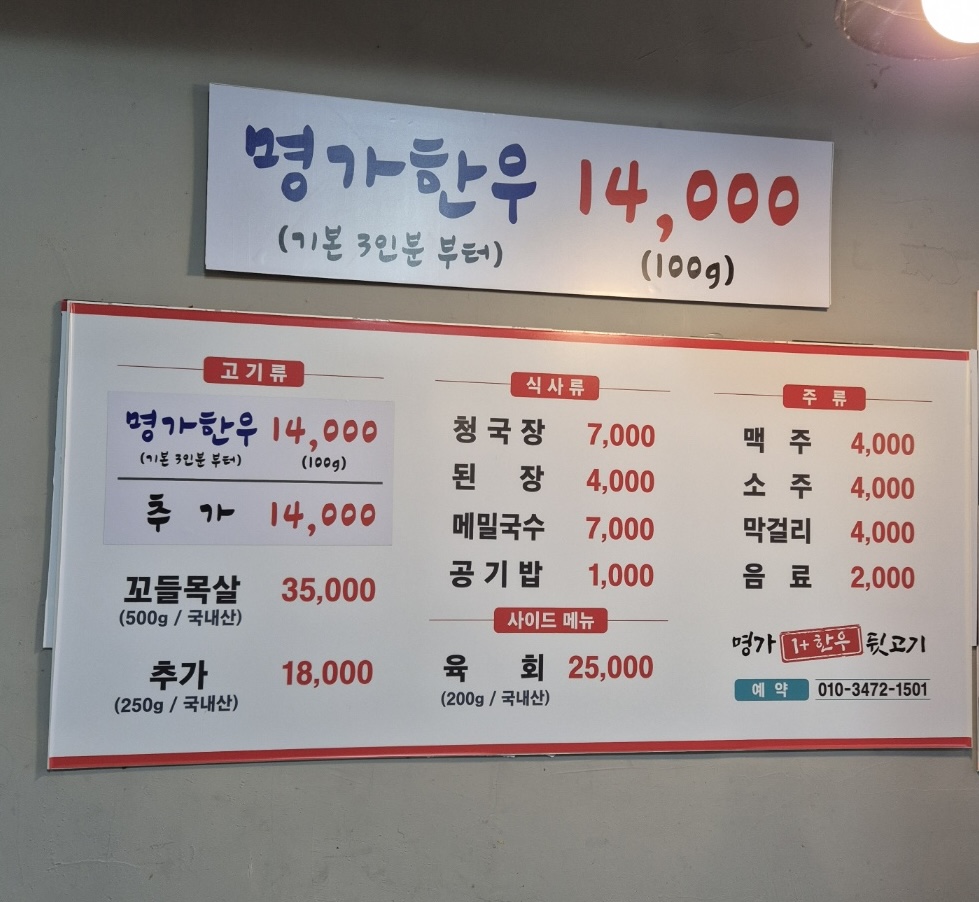 명가한우 14,000
(기본 3인분 부터) (100g)
고기류
명가한우 14,000
(기본 3인분 부터) (100g)
추 가 14,000
꼬들목살 35,000
(500g / 국내산)
추가 18,000
(250g / 국내산)
식사류
청국장 7,000
된 장 4,000
메밀국수 7,000
공기밥 1,000
사이드 메뉴
육 회 25,000
(200g / 국내산)
주 류
맥 주 4,000
소 주 4,000
막걸리 4,000
음 료 2,000
명가 1+한우 뒷고기
예 약 010-3472-1501